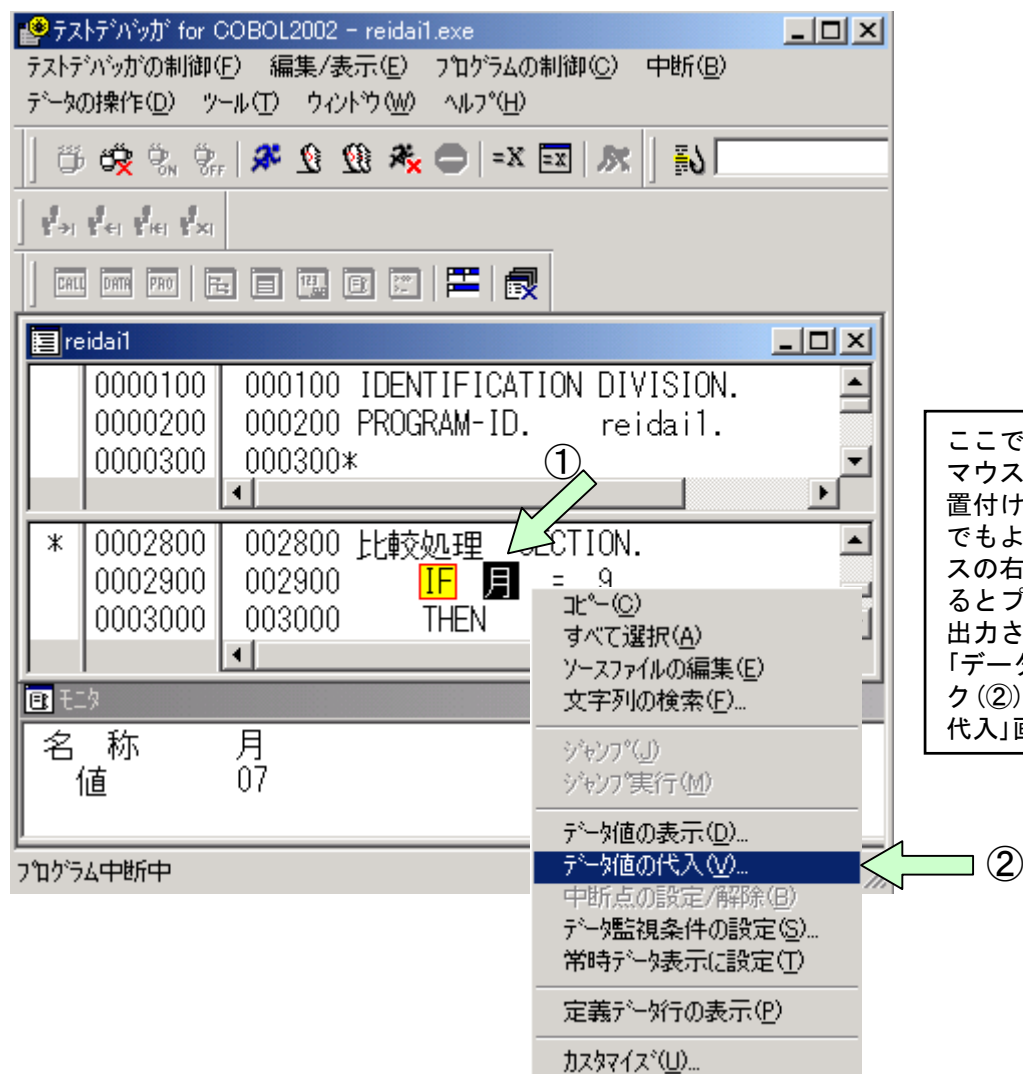 テストデバッガ for COBOL2002 - reidai1.exe
テストデバッガの制御(F) 編集/表示(E) プログラムの制御(C) 中断(B)
データの操作(D) ツール(T) ウィンドウ(W) ヘルプ(H)
ON OFF =X =x
CALL DATA PRO 123
reidai1
0000100 000100 IDENTIFICATION DIVISION.
0000200 000200 PROGRAM-ID. reidai1.
0000300 000300*
①
* 0002800 002800 比較処理 SECTION.
0002900 002900 IF 月 = 9
0003000 003000 THEN
コピー(C)
すべて選択(A)
ソースファイルの編集(E)
文字列の検索(F)...
ジャンプ(J)
ジャンプ実行(M)
データ値の表示(D)...
データ値の代入(V)...
中断点の設定/解除(B)
データ監視条件の設定(S)...
常時データ表示に設定(T)
定義データ行の表示(P)
カスタマイズ(U)...
モニタ
名 称 月
値 07
プログラム中断中
②
ここで
マウス
置付け
でもよ
スの右
るとプ
出力さ
「データ
ク(②)
代入」画